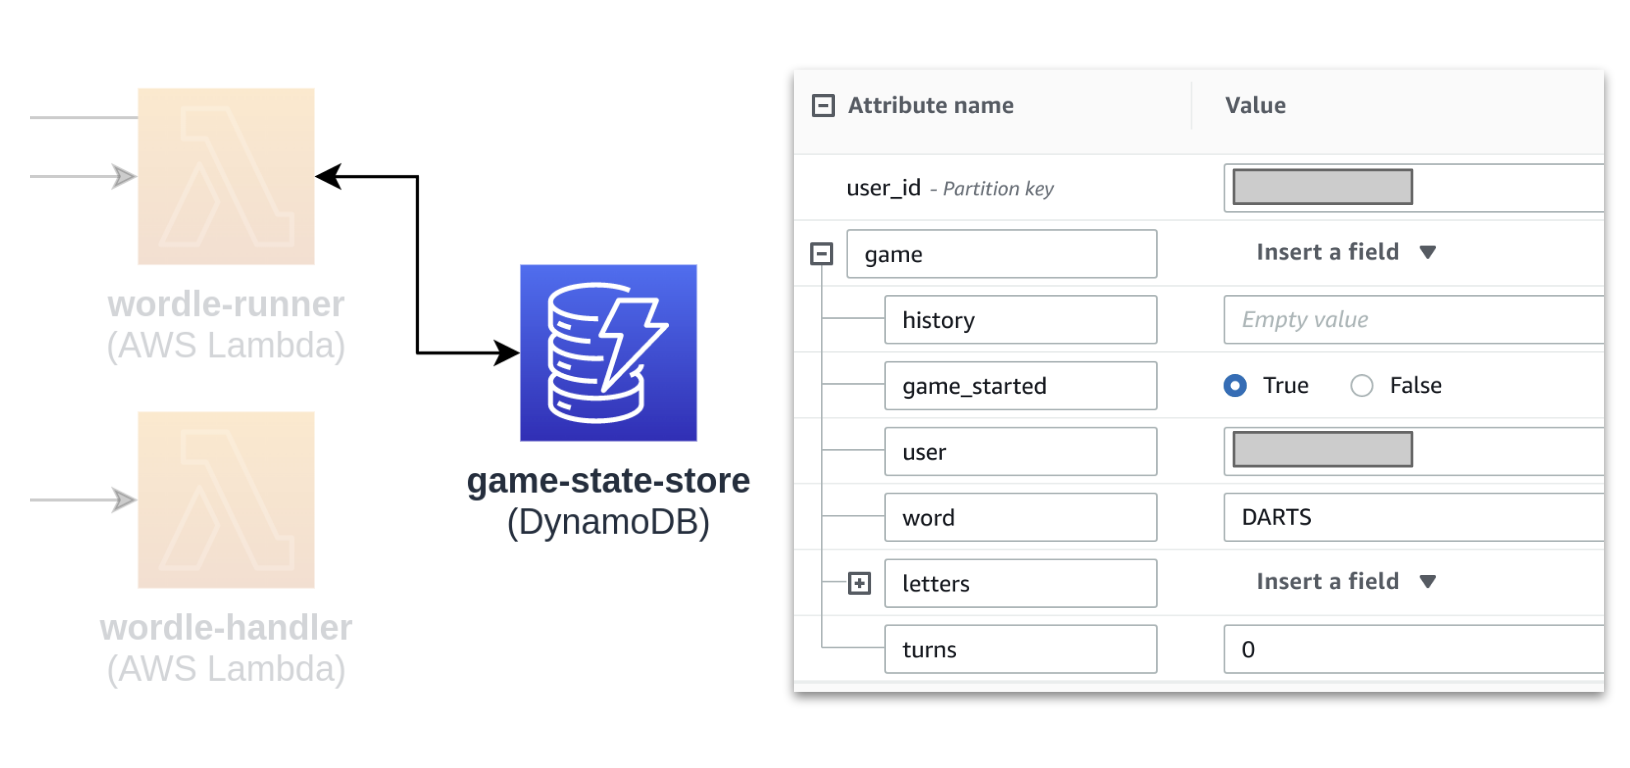 wordle-runner
(AWS Lambda)
wordle-handler
(AWS Lambda)
game-state-store
(DynamoDB)
Attribute name Value
user_id - Partition key
game Insert a field
history Empty value
game_started True False
user
word DARTS
letters Insert a field
turns 0